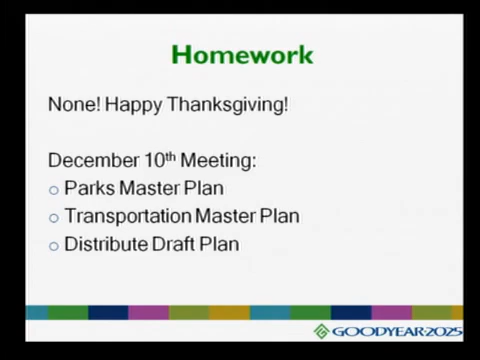 Homework
None! Happy Thanksgiving!
December 10th Meeting:
o Parks Master Plan
o Transportation Master Plan
o Distribute Draft Plan
GOODYEAR·2025